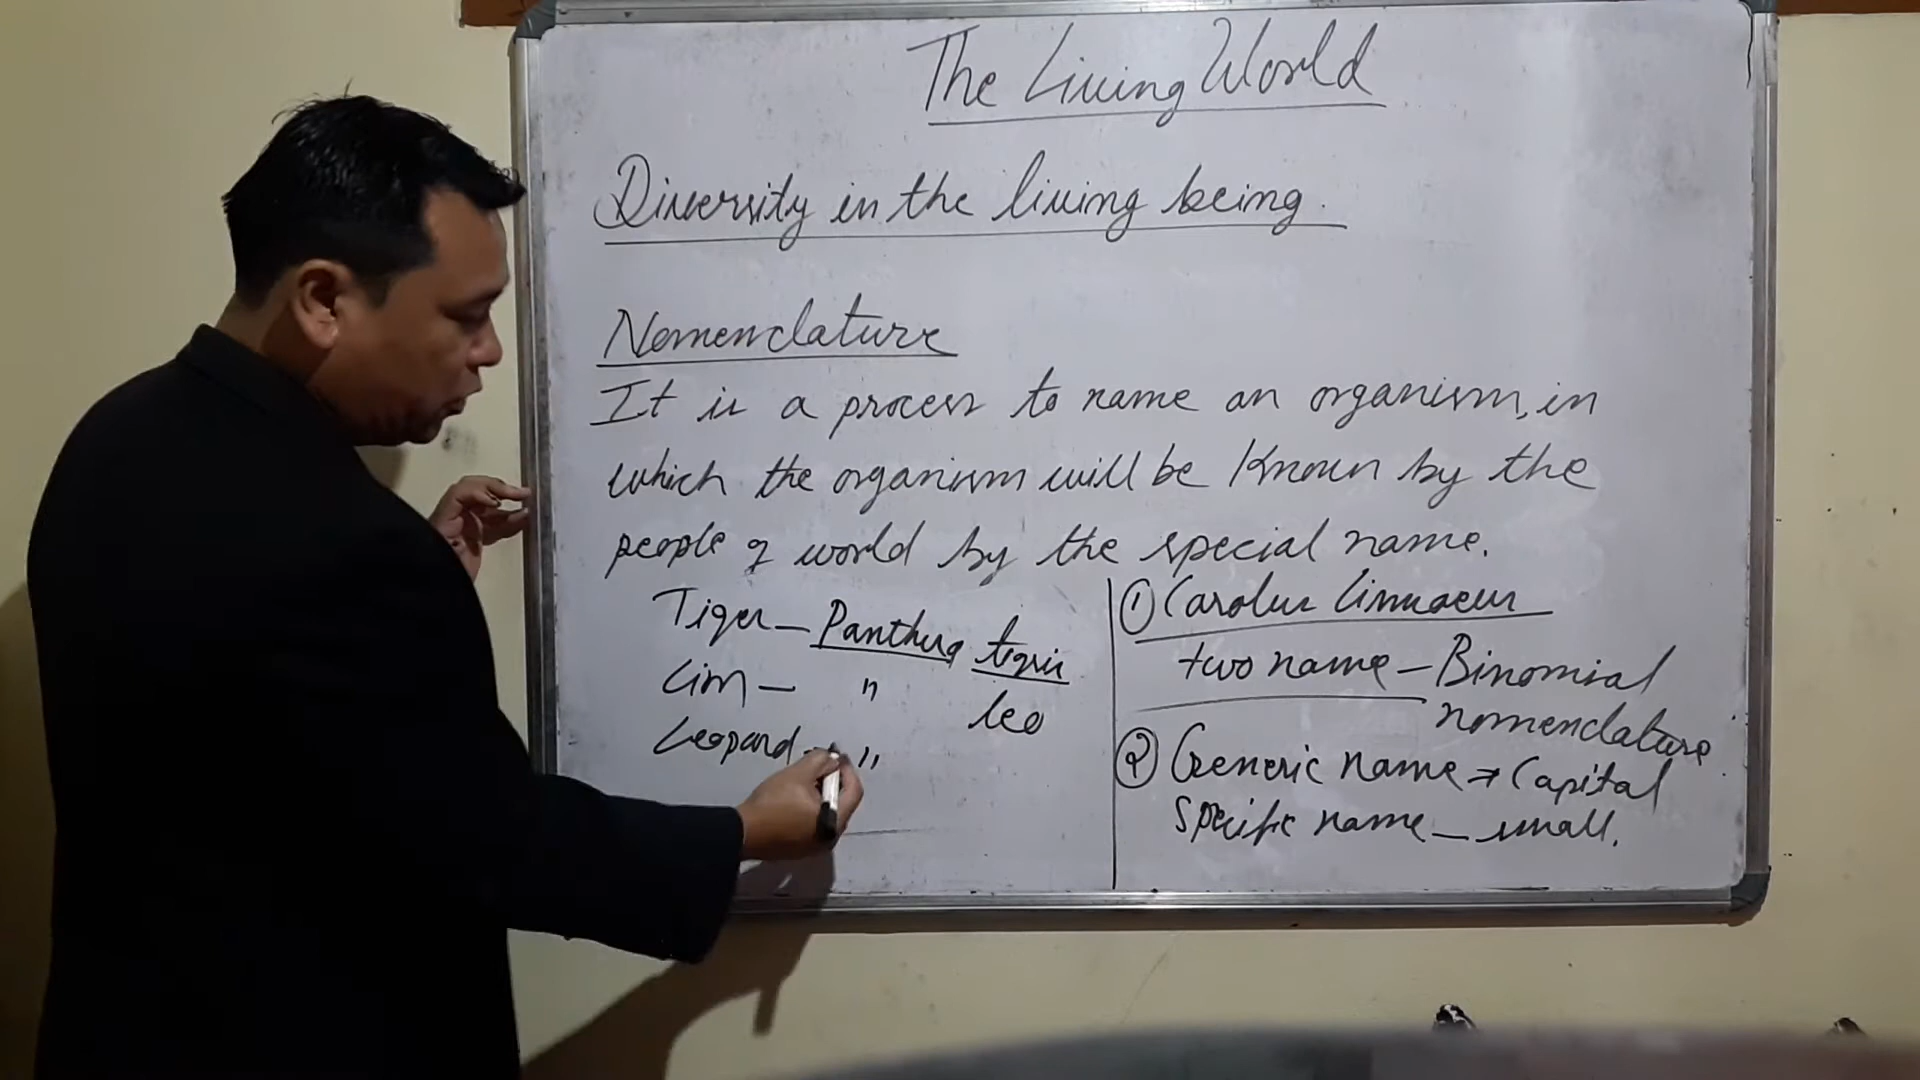 The Living World
Diversity in the living being.
Nomenclature
It is a process to name an organism, in
which the organism will be known by the
people of world by the special name.
Tiger - Panthera tigris
Lion - "
leo
Leopard - "
① Carolus Linnaeus
two name - Binomial
nomenclature
② Generic name → Capital
Specific name - small.